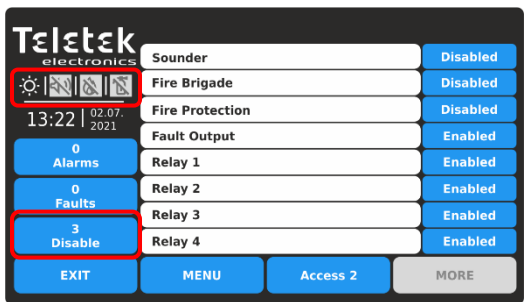 Teletek
electronics
13:22 02.07.
2021
0
Alarms
0
Faults
3
Disable
Sounder Disabled
Fire Brigade Disabled
Fire Protection Disabled
Fault Output Enabled
Relay 1 Enabled
Relay 2 Enabled
Relay 3 Enabled
Relay 4 Enabled
EXIT MENU Access 2 MORE